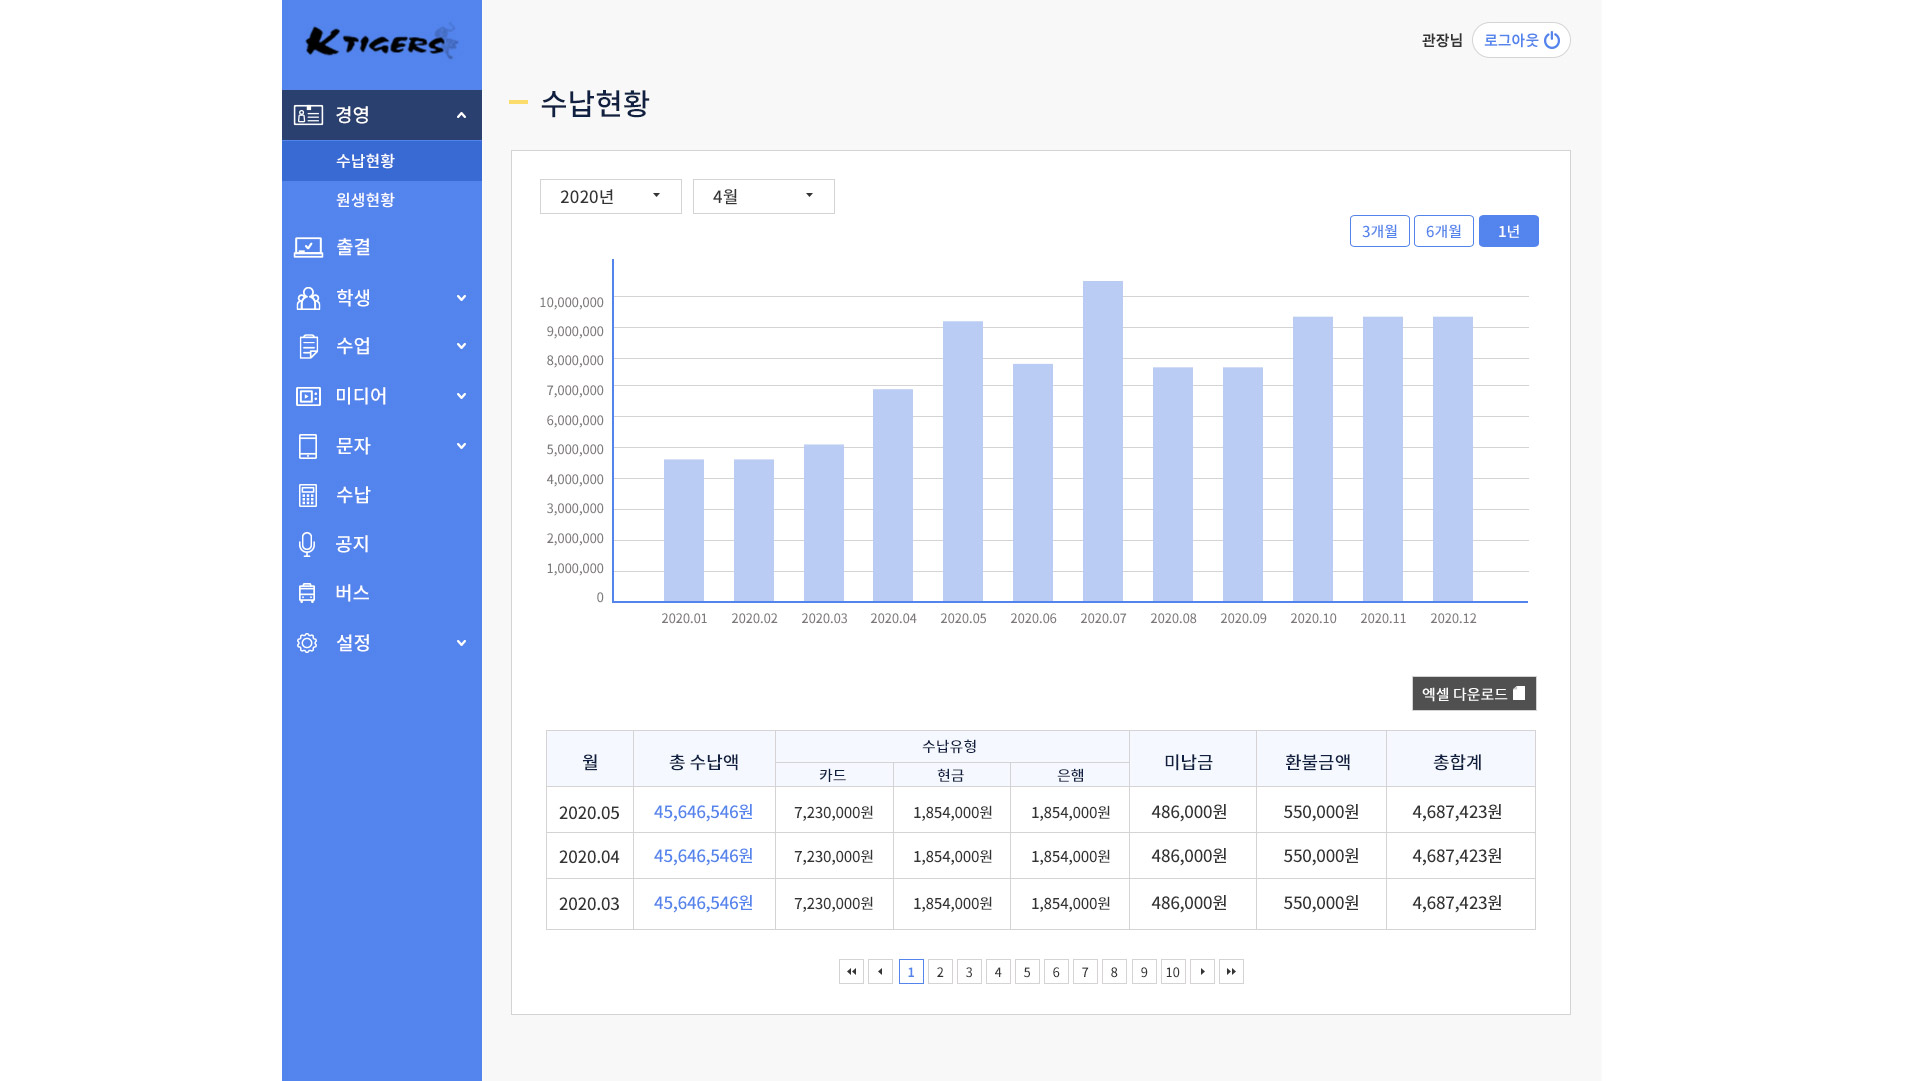 KTIGERS
관장님
로그아웃
경영
수납현황
원생현황
출결
학생
수업
미디어
문자
수납
공지
버스
설정
수납현황
2020년
4월
3개월
6개월
1년
10,000,000
9,000,000
8,000,000
7,000,000
6,000,000
5,000,000
4,000,000
3,000,000
2,000,000
1,000,000
0
2020.01 2020.02 2020.03 2020.04 2020.05 2020.06 2020.07 2020.08 2020.09 2020.10 2020.11 2020.12
엑셀 다운로드
월 총 수납액 수납유형 미납금 환불금액 총합계
카드 현금 은행
2020.05 45,646,546원 7,230,000원 1,854,000원 1,854,000원 486,000원 550,000원 4,687,423원
2020.04 45,646,546원 7,230,000원 1,854,000원 1,854,000원 486,000원 550,000원 4,687,423원
2020.03 45,646,546원 7,230,000원 1,854,000원 1,854,000원 486,000원 550,000원 4,687,423원
1 2 3 4 5 6 7 8 9 10